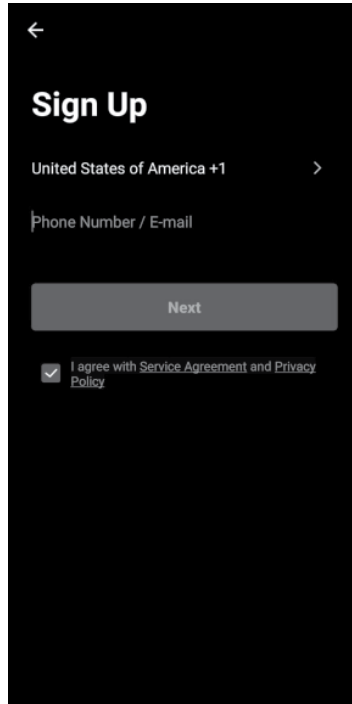 Sign Up
United States of America +1
Phone Number / E-mail
Next
I agree with Service Agreement and Privacy
Policy